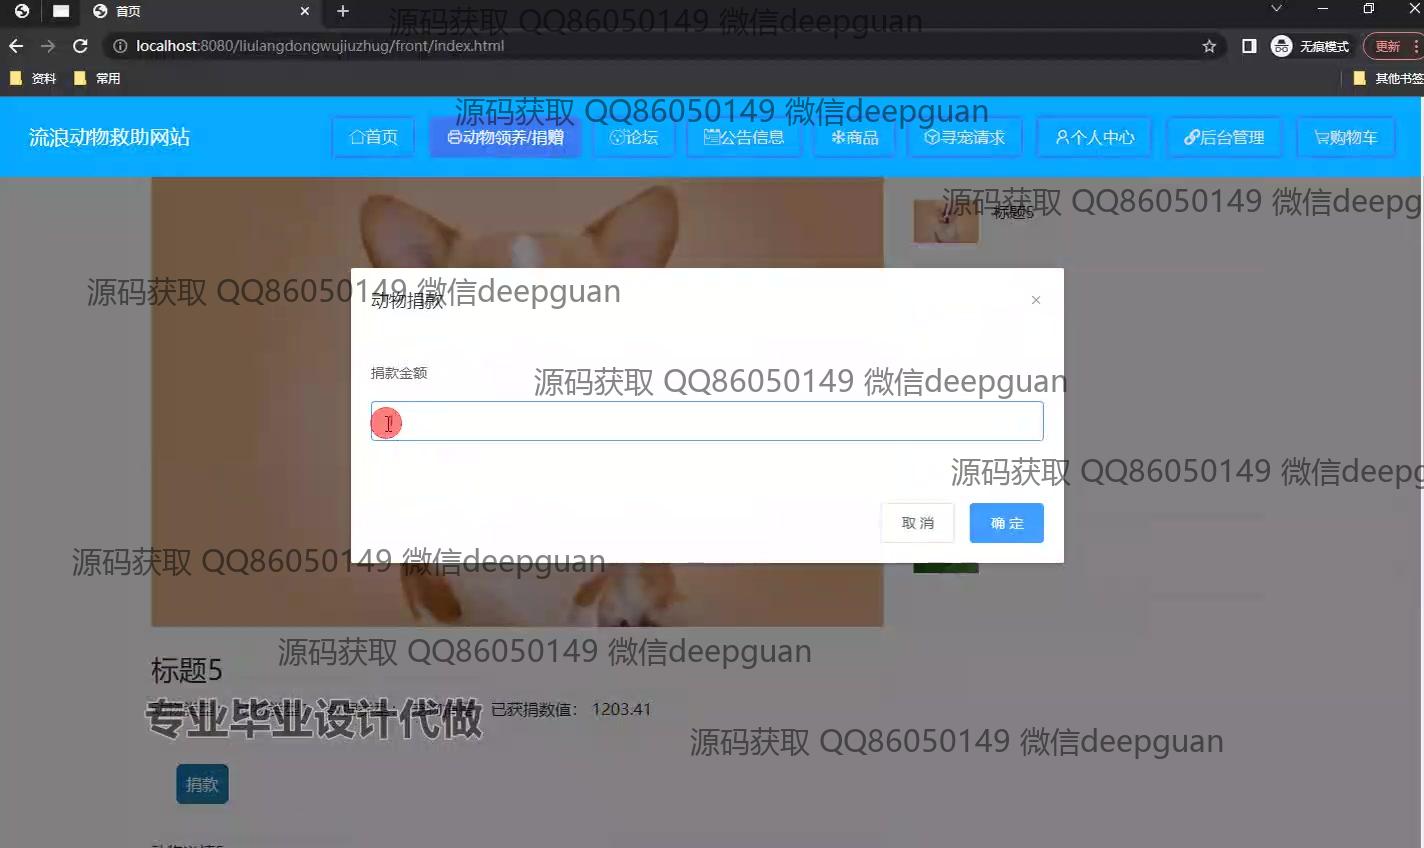 首页
源码获取 QQ86050149 微信deepguan
localhost:8080/liulangdongwujiuzhug/front/index.html
无痕模式
更新
资料
常用
其他书签
源码获取 QQ86050149 微信deepguan
流浪动物救助网站
首页
动物领养/捐赠
论坛
公告信息
商品
寻宠请求
个人中心
后台管理
购物车
源码获取 QQ86050149 微信deepg
标题5
源码获取 QQ86050149 微信deepguan
动物捐款
捐款金额
源码获取 QQ86050149 微信deepguan
源码获取 QQ86050149 微信deepg
取消
确定
源码获取 QQ86050149 微信deepguan
源码获取 QQ86050149 微信deepguan
标题5
专业毕业设计代做
已获捐数值： 1203.41
源码获取 QQ86050149 微信deepguan
捐款